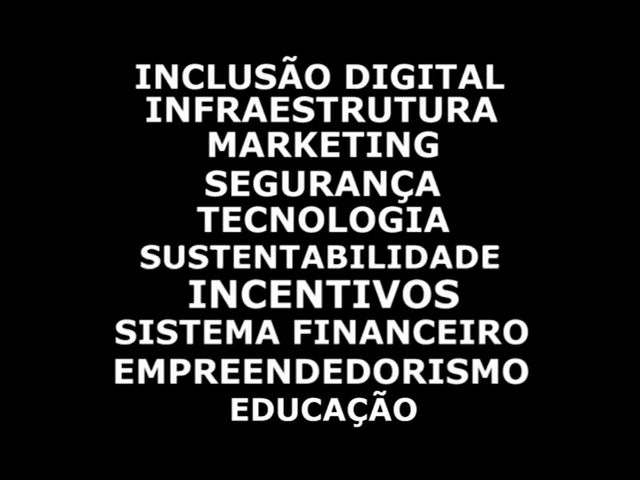 INCLUSÃO DIGITAL
INFRAESTRUTURA
MARKETING
SEGURANÇA
TECNOLOGIA
SUSTENTABILIDADE
INCENTIVOS
SISTEMA FINANCEIRO
EMPREENDEDORISMO
EDUCAÇÃO